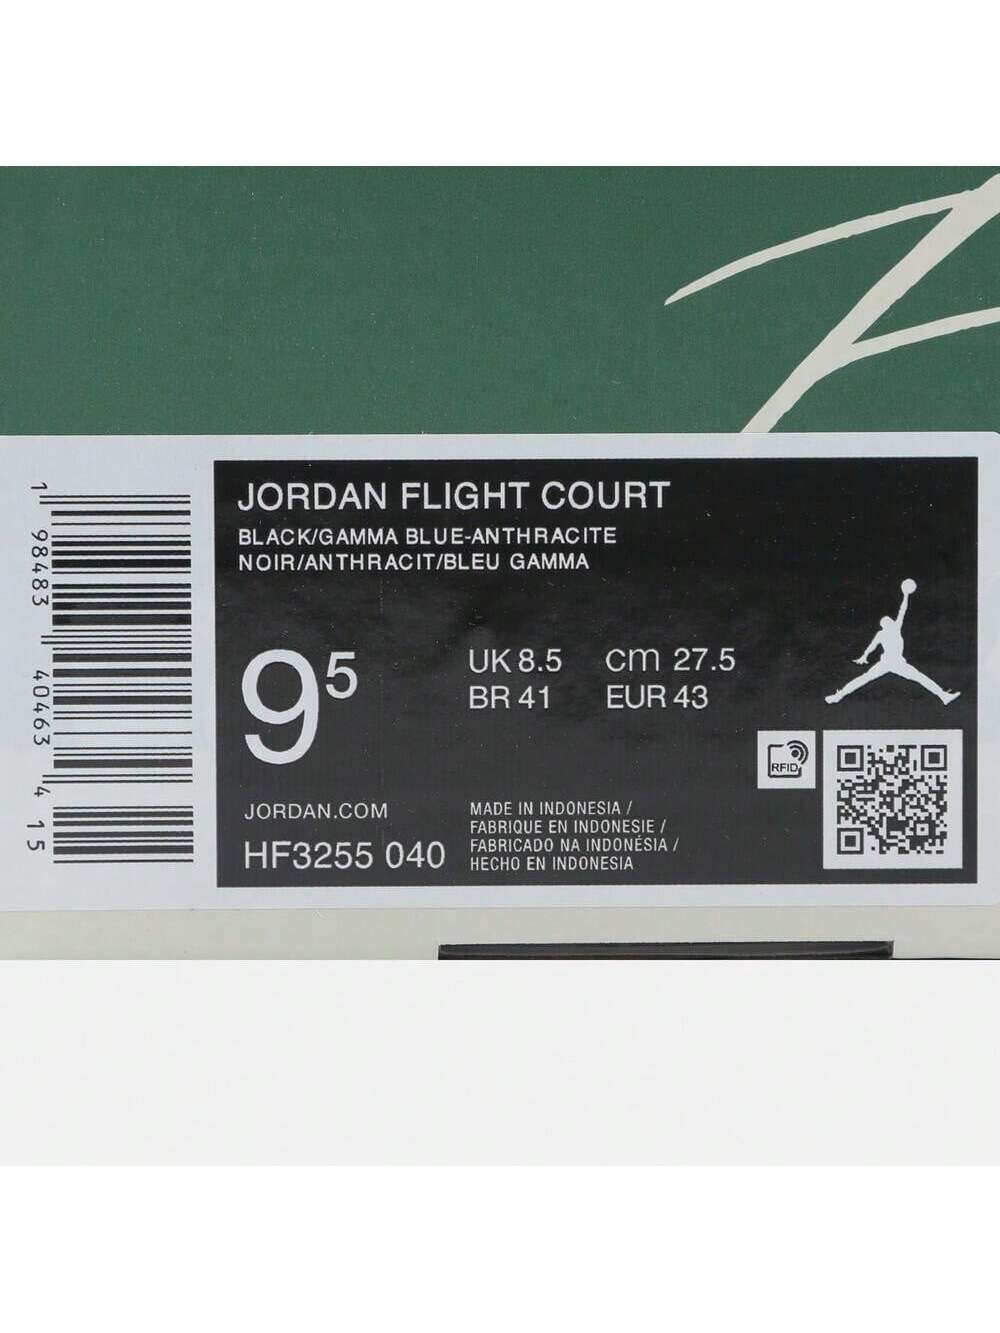 JORDAN FLIGHT COURT
BLACK/GAMMA BLUE-ANTHRACITE
NOIR/ANTHRACIT/BLEU GAMMA
9⁵
UK 8.5 cm 27.5
BR 41 EUR 43
RFID
JORDAN.COM
HF3255 040
MADE IN INDONESIA /
FABRIQUE EN INDONESIE /
FABRICADO NA INDONÉSIA /
HECHO EN INDONESIA
1 98483 40463 4 15